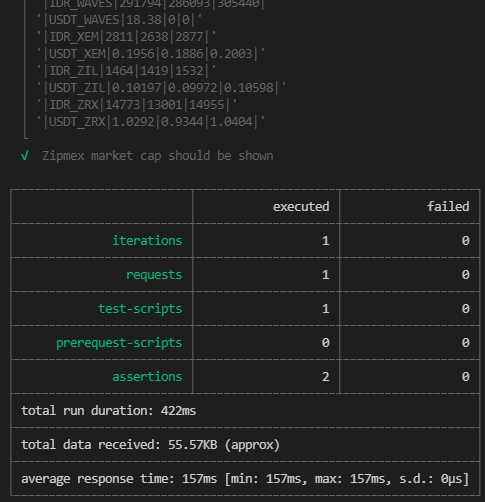 '|IDR_WAVES|291794|286093|305440|'
'|USDT_WAVES|18.38|0|0|'
'|IDR_XEM|2811|2638|2877|'
'|USDT_XEM|0.1956|0.1886|0.2003|'
'|IDR_ZIL|1464|1419|1532|'
'|USDT_ZIL|0.10197|0.09972|0.10598|'
'|IDR_ZRX|14773|13001|14955|'
'|USDT_ZRX|1.0292|0.9344|1.0404|'
√ Zipmex market cap should be shown
executed failed
iterations 1 0
requests 1 0
test-scripts 1 0
prerequest-scripts 0 0
assertions 2 0
total run duration: 422ms
total data received: 55.57KB (approx)
average response time: 157ms [min: 157ms, max: 157ms, s.d.: 0µs]